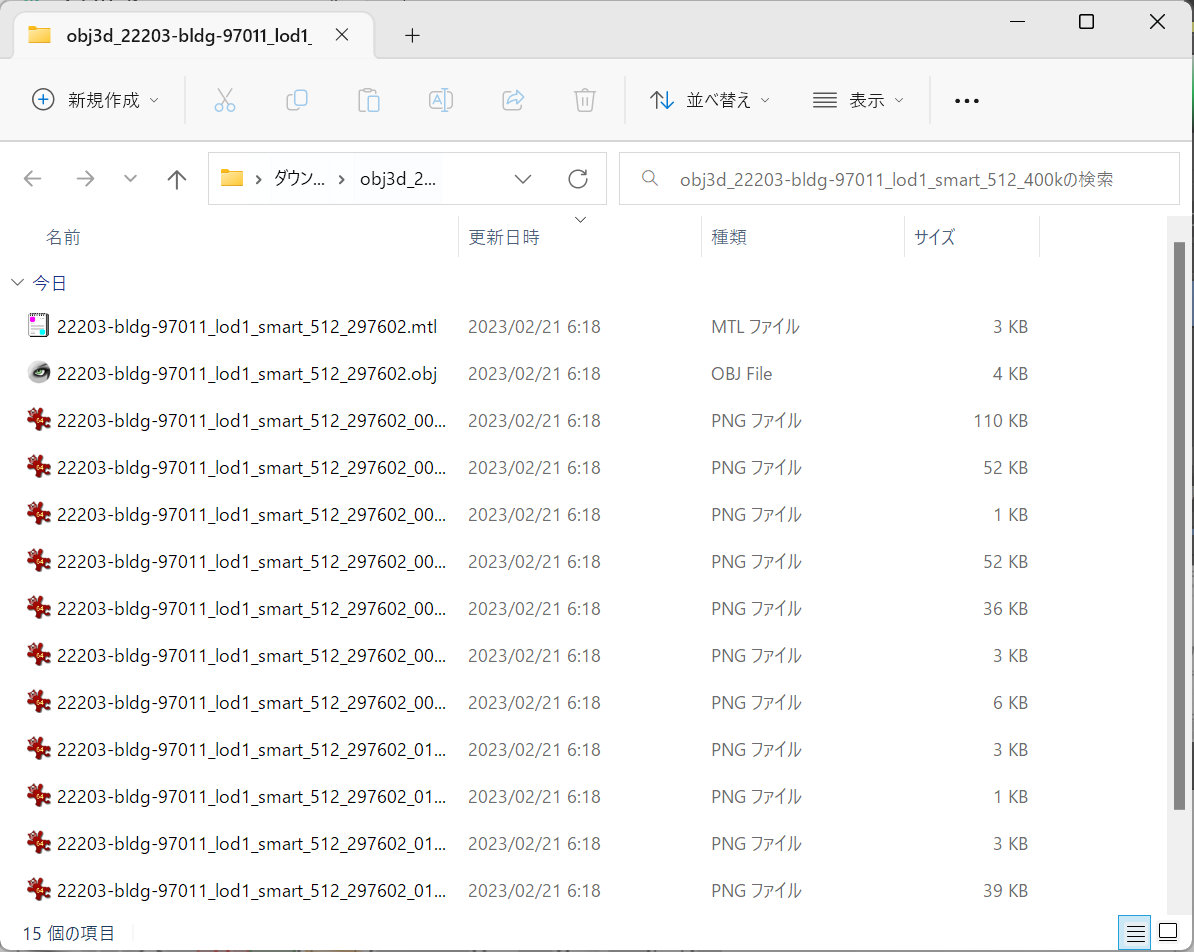 obj3d_22203-bldg-97011_lod1_
新規作成 並べ替え 表示
ダウン... obj3d_2... obj3d_22203-bldg-97011_lod1_smart_512_400kの検索
名前 更新日時 種類 サイズ
今日
22203-bldg-97011_lod1_smart_512_297602.mtl 2023/02/21 6:18 MTL ファイル 3 KB
22203-bldg-97011_lod1_smart_512_297602.obj 2023/02/21 6:18 OBJ File 4 KB
22203-bldg-97011_lod1_smart_512_297602_00... 2023/02/21 6:18 PNG ファイル 110 KB
22203-bldg-97011_lod1_smart_512_297602_00... 2023/02/21 6:18 PNG ファイル 52 KB
22203-bldg-97011_lod1_smart_512_297602_00... 2023/02/21 6:18 PNG ファイル 1 KB
22203-bldg-97011_lod1_smart_512_297602_00... 2023/02/21 6:18 PNG ファイル 52 KB
22203-bldg-97011_lod1_smart_512_297602_00... 2023/02/21 6:18 PNG ファイル 36 KB
22203-bldg-97011_lod1_smart_512_297602_00... 2023/02/21 6:18 PNG ファイル 3 KB
22203-bldg-97011_lod1_smart_512_297602_00... 2023/02/21 6:18 PNG ファイル 6 KB
22203-bldg-97011_lod1_smart_512_297602_01... 2023/02/21 6:18 PNG ファイル 3 KB
22203-bldg-97011_lod1_smart_512_297602_01... 2023/02/21 6:18 PNG ファイル 1 KB
22203-bldg-97011_lod1_smart_512_297602_01... 2023/02/21 6:18 PNG ファイル 3 KB
22203-bldg-97011_lod1_smart_512_297602_01... 2023/02/21 6:18 PNG ファイル 39 KB
15 個の項目